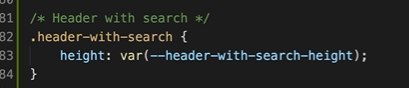 81 /* Header with search */
82 .header-with-search {
83     height: var(--header-with-search-height);
84 }